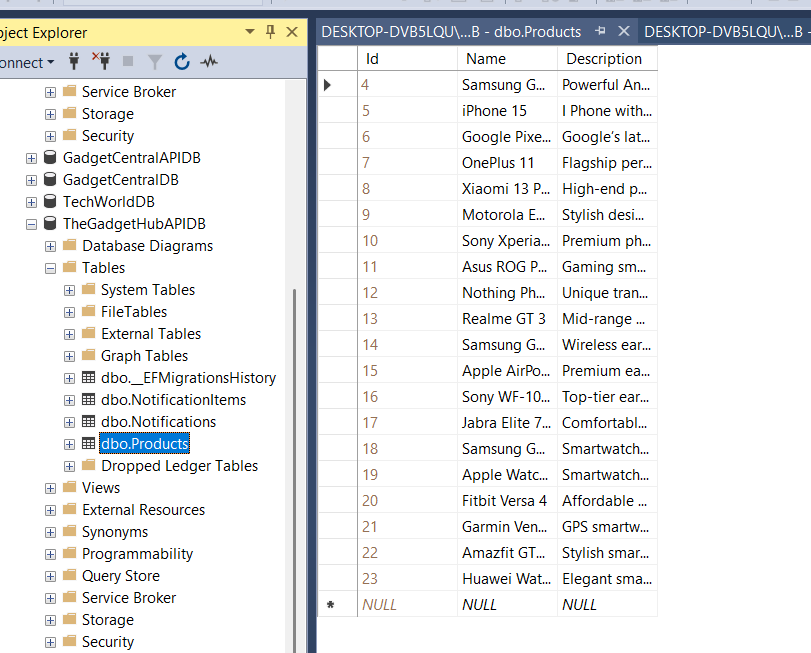 oject Explorer
onnect
Service Broker
Storage
Security
GadgetCentralAPIDB
GadgetCentralDB
TechWorldDB
TheGadgetHubAPIDB
Database Diagrams
Tables
System Tables
FileTables
External Tables
Graph Tables
dbo.__EFMigrationsHistory
dbo.NotificationItems
dbo.Notifications
dbo.Products
Dropped Ledger Tables
Views
External Resources
Synonyms
Programmability
Query Store
Service Broker
Storage
Security
DESKTOP-DVB5LQU\...B - dbo.Products DESKTOP-DVB5LQU\...B -
Id Name Description
4 Samsung G... Powerful An...
5 iPhone 15 I Phone with...
6 Google Pixe... Google's lat...
7 OnePlus 11 Flagship per...
8 Xiaomi 13 P... High-end p...
9 Motorola E... Stylish desi...
10 Sony Xperia... Premium ph...
11 Asus ROG P... Gaming sm...
12 Nothing Ph... Unique tran...
13 Realme GT 3 Mid-range ...
14 Samsung G... Wireless ear...
15 Apple AirPo... Premium ea...
16 Sony WF-10... Top-tier ear...
17 Jabra Elite 7... Comfortabl...
18 Samsung G... Smartwatch...
19 Apple Watc... Smartwatch...
20 Fitbit Versa 4 Affordable ...
21 Garmin Ven... GPS smartw...
22 Amazfit GT... Stylish smar...
23 Huawei Wat... Elegant sma...
NULL NULL NULL